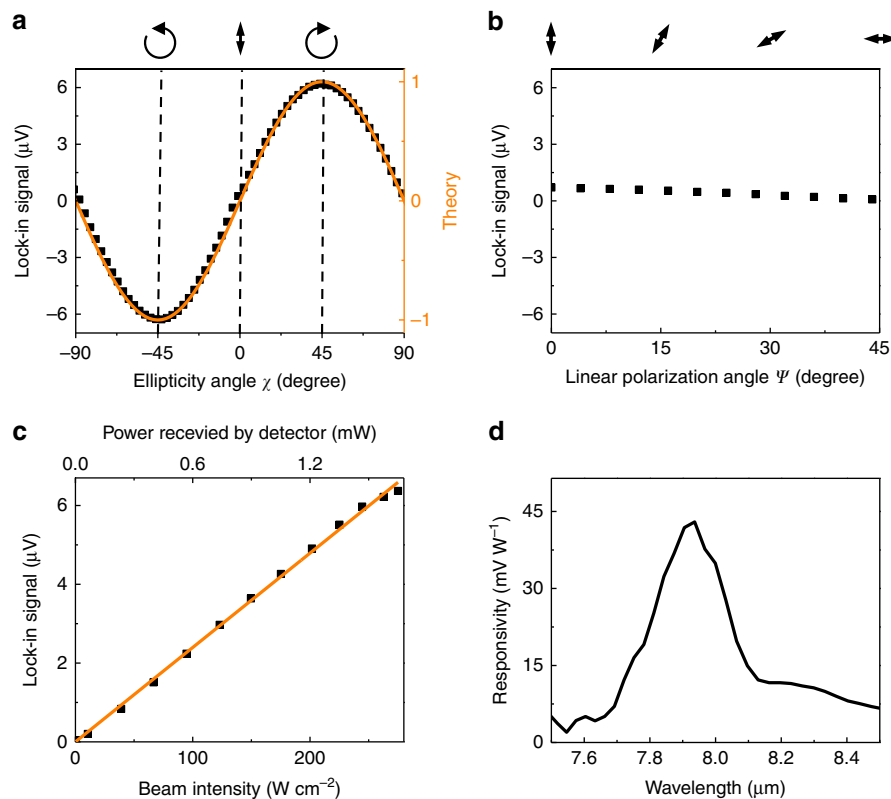 a
Lock-in signal (μV)
6
3
0
−3
−6
1
0
−1
Theory
−90
−45
0
45
90
Ellipticity angle χ (degree)
b
Lock-in signal (μV)
6
3
0
−3
−6
0
15
30
45
Linear polarization angle Ψ (degree)
c
Power recevied by detector (mW)
0.0
0.6
1.2
Lock-in signal (μV)
6
4
2
0
0
100
200
Beam intensity (W cm−2)
d
Responsivity (mV W−1)
45
30
15
0
7.6
7.8
8.0
8.2
8.4
Wavelength (μm)